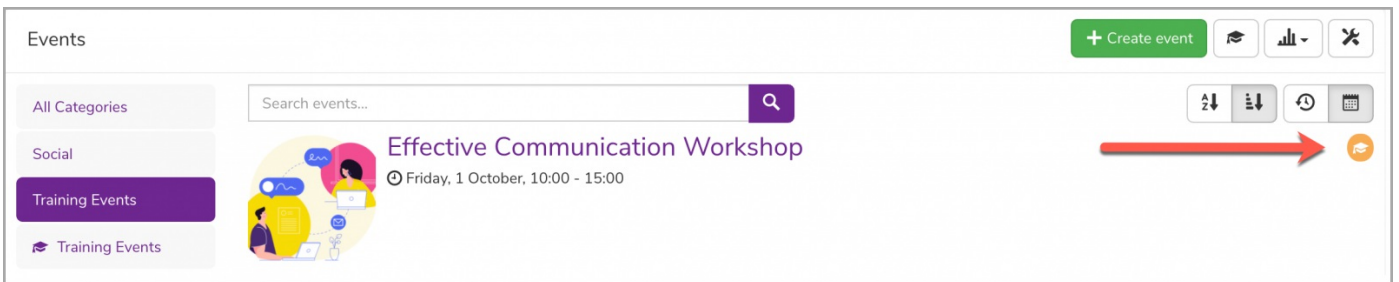 Events
Create event
All Categories
Social
Training Events
Training Events
Search events...
Effective Communication Workshop
Friday, 1 October, 10:00 - 15:00